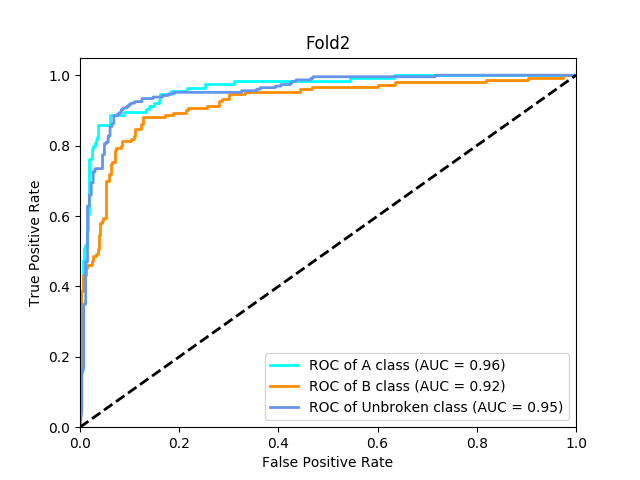 Fold2
1.0
0.8
0.6
0.4
0.2
0.0
True Positive Rate
ROC of A class (AUC = 0.96)
ROC of B class (AUC = 0.92)
ROC of Unbroken class (AUC = 0.95)
0.0 0.2 0.4 0.6 0.8 1.0
False Positive Rate